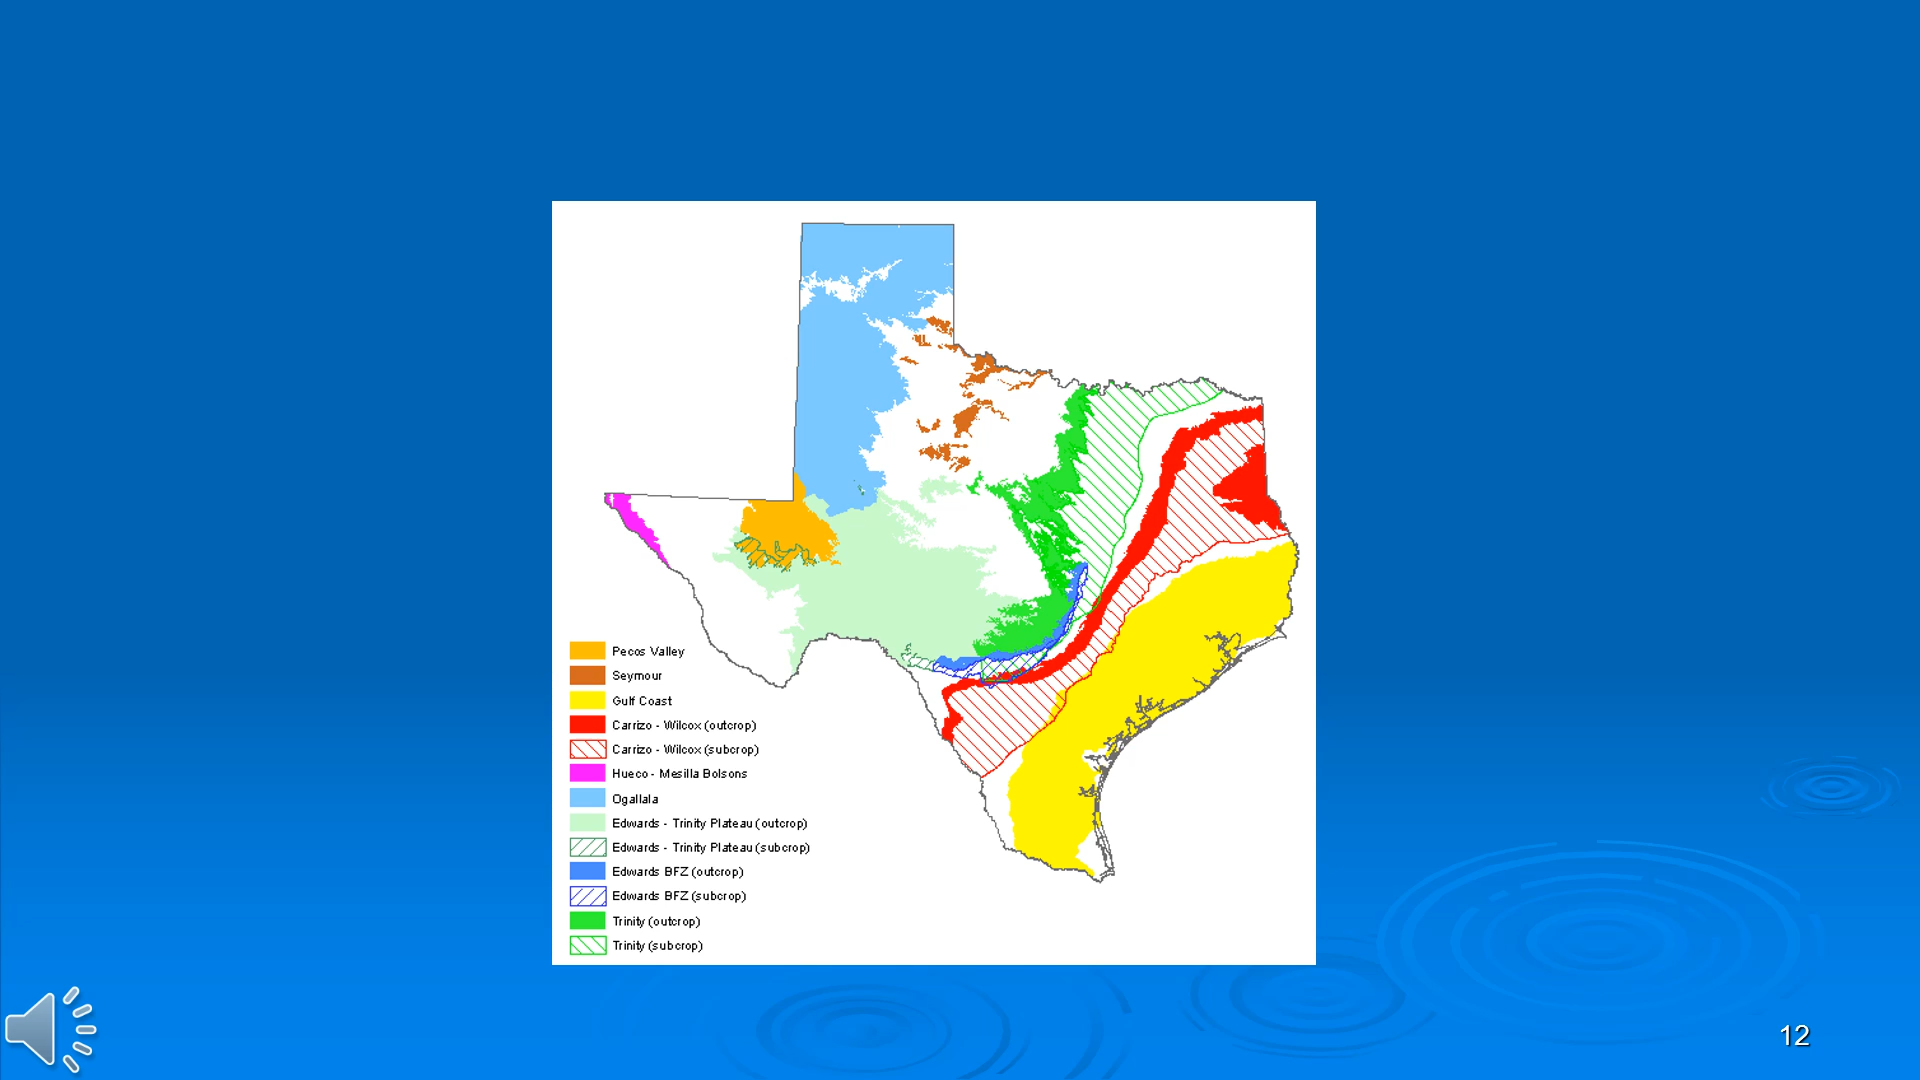 Pecos Valley
Seymour
Gulf Coast
Carrizo - Wilcox (outcrop)
Carrizo - Wilcox (subcrop)
Hueco - Mesilla Bolsons
Ogallala
Edwards - Trinity Plateau (outcrop)
Edwards - Trinity Plateau (subcrop)
Edwards BFZ (outcrop)
Edwards BFZ (subcrop)
Trinity (outcrop)
Trinity (subcrop)
12